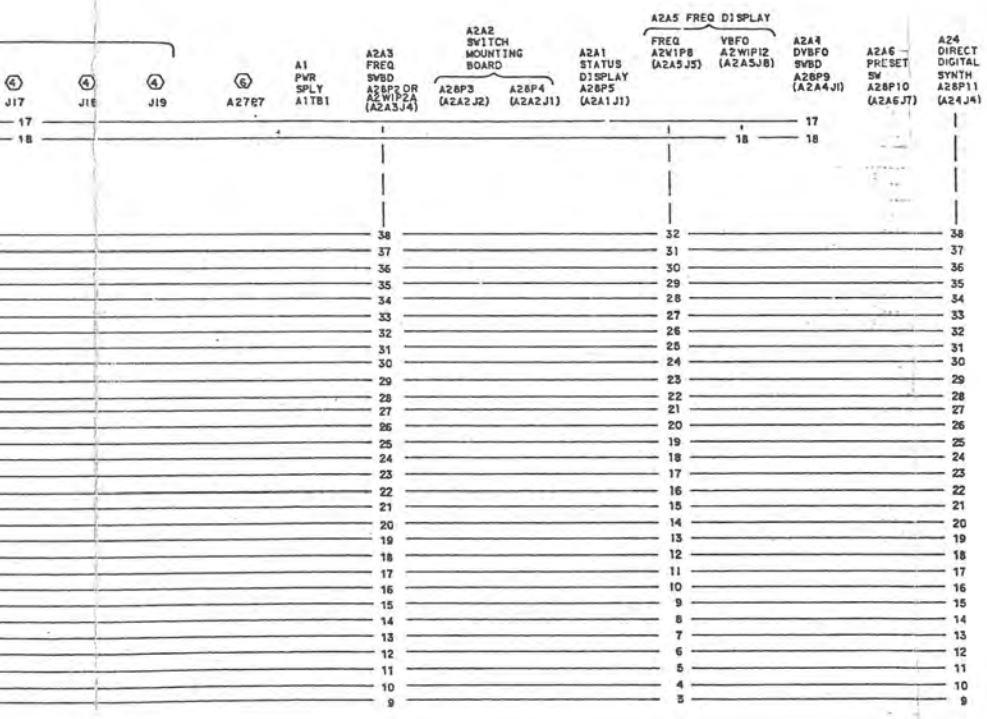 A2A5 FREQ DISPLAY
④
J17
④
J18
④
J19
⑥
A27E7
A1
PWR
SPLY
A1TB1
A2A3
FREQ
SWBD
A28P2 OR
A2W1P2A
(A2A3J4)
A2A2
SWITCH
MOUNTING
BOARD
A28P3
(A2A2J2)
A28P4
(A2A2J1)
A2A1
STATUS
DISPLAY
A28P5
(A2A1J1)
FREQ
A2W1P8
(A2A5J5)
VBFO
A2W1P12
(A2A5J8)
A2A4
DVBFO
SWBD
A28P9
(A2A4J1)
A2A6
PRESET
SW
A28P10
(A2A6J7)
A24
DIRECT
DIGITAL
SYNTH
A28P11
(A24J4)
17 17
18 18 18
38 32 38
37 31 37
36 30 36
35 29 35
34 28 34
33 27 33
32 26 32
31 25 31
30 24 30
29 23 29
28 22 28
27 21 27
26 20 26
25 19 25
24 18 24
23 17 23
22 16 22
21 15 21
20 14 20
19 13 19
18 12 18
17 11 17
16 10 16
15 9 15
14 8 14
13 7 13
12 6 12
11 5 11
10 4 10
9 3 9